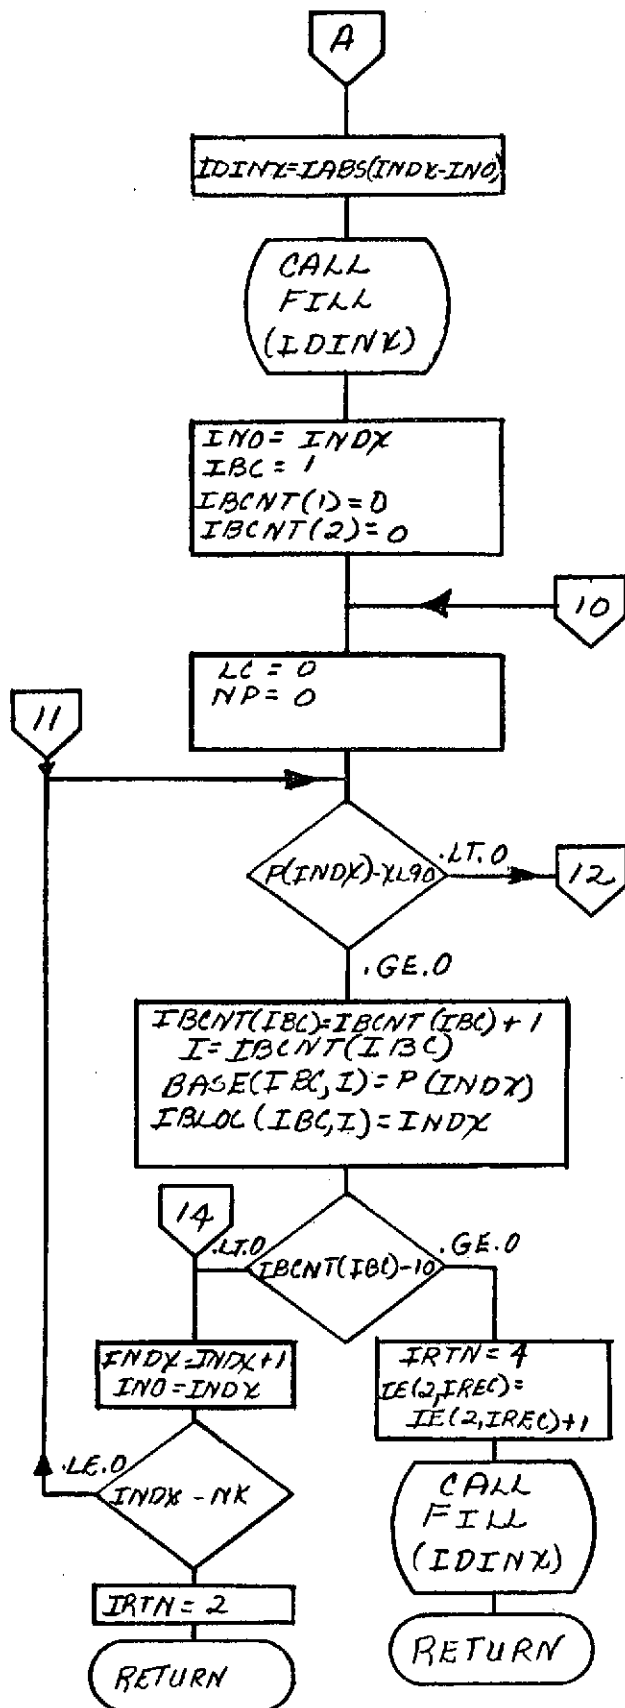 A
IDINX=IABS(INDX-INO)
CALL
FILL
(IDINX)
INO= INDX
IBC = 1
IBCNT(1)=0
IBCNT(2)=0
10
LC = 0
NP= 0
11
P(INDX)-XL90
.LT.0
12
.GE.0
IBCNT(IBC)=IBCNT(IBC)+1
I=IBCNT(IBC)
BASE(IBC,I)=P(INDX)
IBLOC(IBC,I)=INDX
14
.LT.0
IBCNT(IBC)-10
.GE.0
INDX=INDX+1
INO=INDX
IRTN=4
IE(2,IREC)=
IE(2,IREC)+1
.LE.0
INDX-NK
CALL
FILL
(IDINX)
IRTN=2
RETURN
RETURN